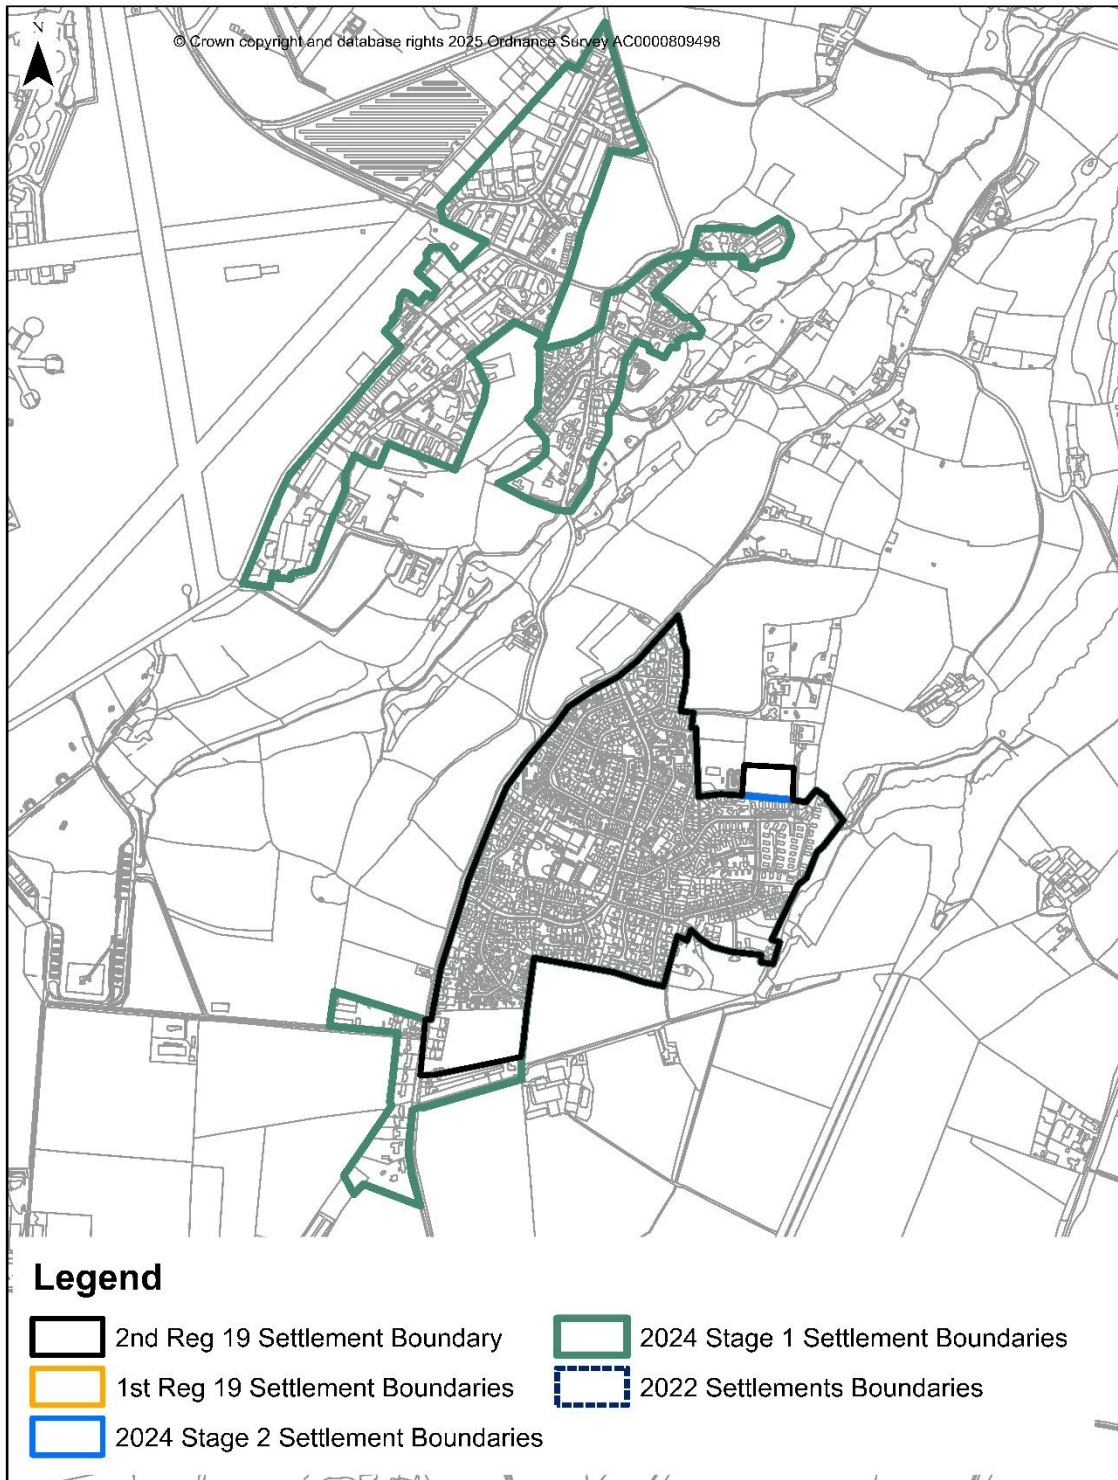 N
© Crown copyright and database rights 2025 Ordnance Survey AC0000809498
Legend
2nd Reg 19 Settlement Boundary
2024 Stage 1 Settlement Boundaries
1st Reg 19 Settlement Boundaries
2022 Settlements Boundaries
2024 Stage 2 Settlement Boundaries